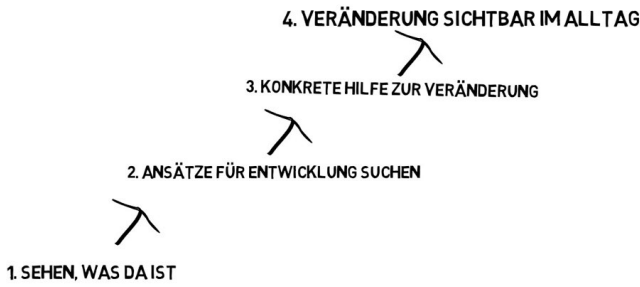 4. VERÄNDERUNG SICHTBAR IM ALLTAG
3. KONKRETE HILFE ZUR VERÄNDERUNG
2. ANSÄTZE FÜR ENTWICKLUNG SUCHEN
1. SEHEN, WAS DA IST